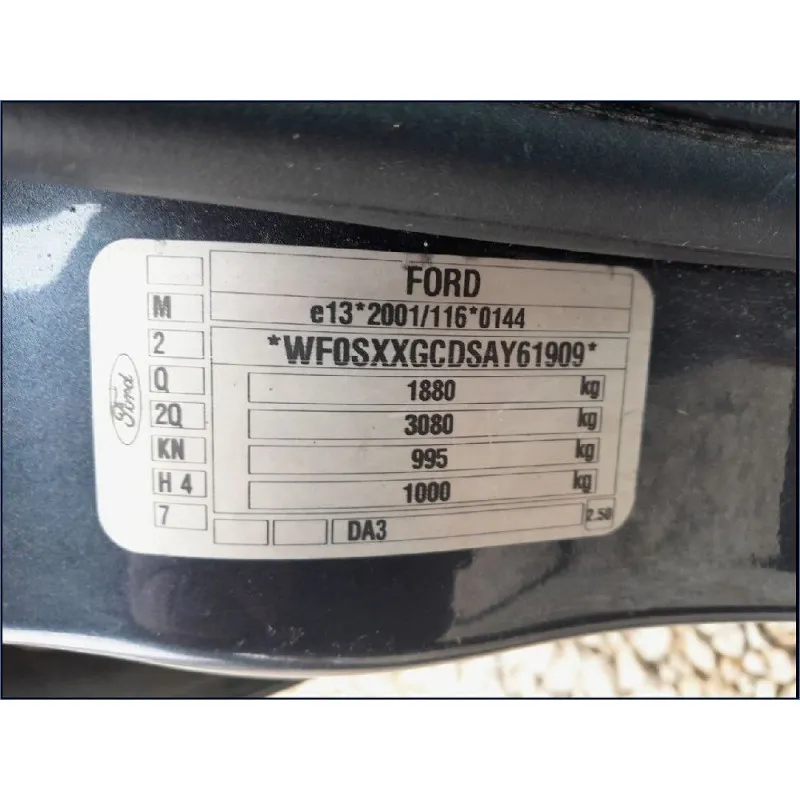 FORD
M e13*2001/116*0144
2 *WF0SXXGCDSAY61909*
Q 1880 kg
2Q 3080 kg
KN 995 kg
H 4 1000 kg
7 DA3 2.50
Ford